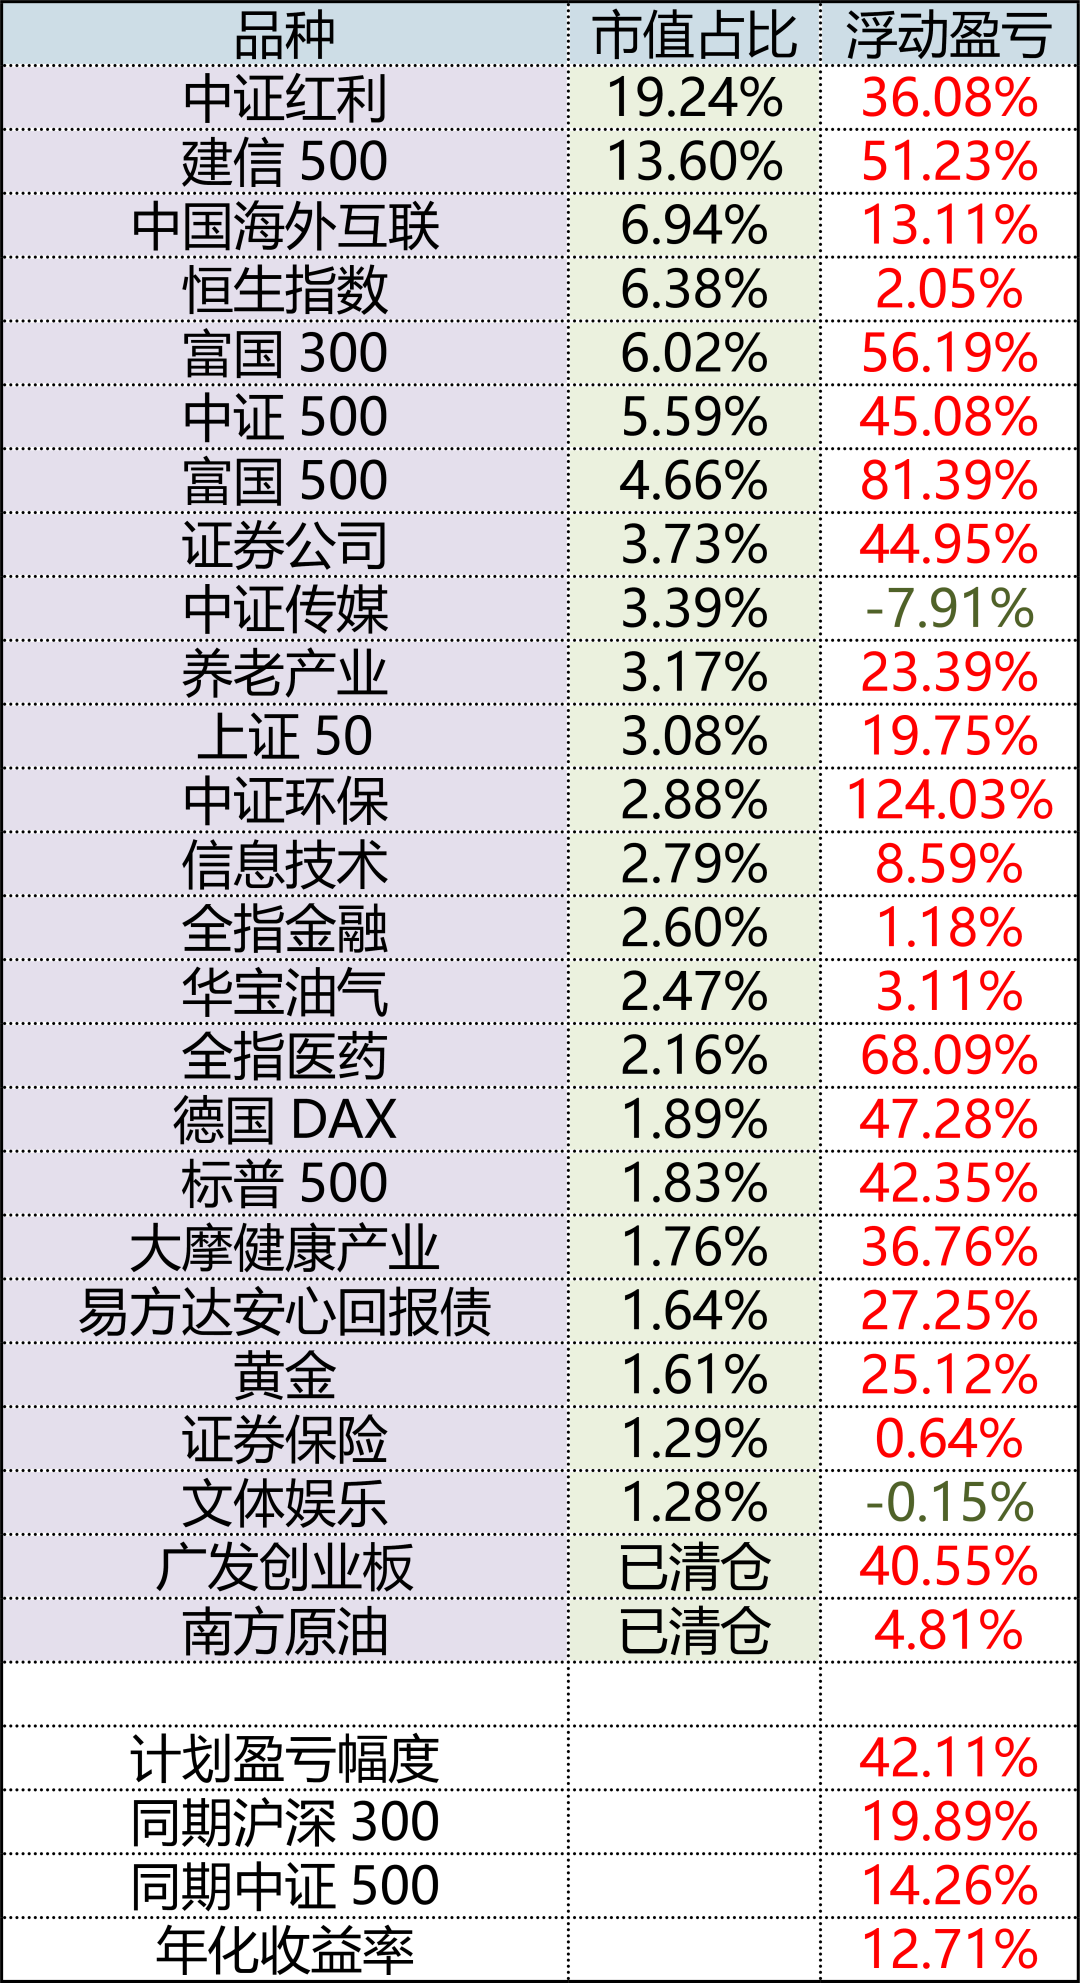 品种 市值占比 浮动盈亏
中证红利 19.24% 36.08%
建信 500 13.60% 51.23%
中国海外互联 6.94% 13.11%
恒生指数 6.38% 2.05%
富国 300 6.02% 56.19%
中证 500 5.59% 45.08%
富国 500 4.66% 81.39%
证券公司 3.73% 44.95%
中证传媒 3.39% -7.91%
养老产业 3.17% 23.39%
上证 50 3.08% 19.75%
中证环保 2.88% 124.03%
信息技术 2.79% 8.59%
全指金融 2.60% 1.18%
华宝油气 2.47% 3.11%
全指医药 2.16% 68.09%
德国 DAX 1.89% 47.28%
标普 500 1.83% 42.35%
大摩健康产业 1.76% 36.76%
易方达安心回报债 1.64% 27.25%
黄金 1.61% 25.12%
证券保险 1.29% 0.64%
文体娱乐 1.28% -0.15%
广发创业板 已清仓 40.55%
南方原油 已清仓 4.81%
计划盈亏幅度 42.11%
同期沪深 300 19.89%
同期中证 500 14.26%
年化收益率 12.71%